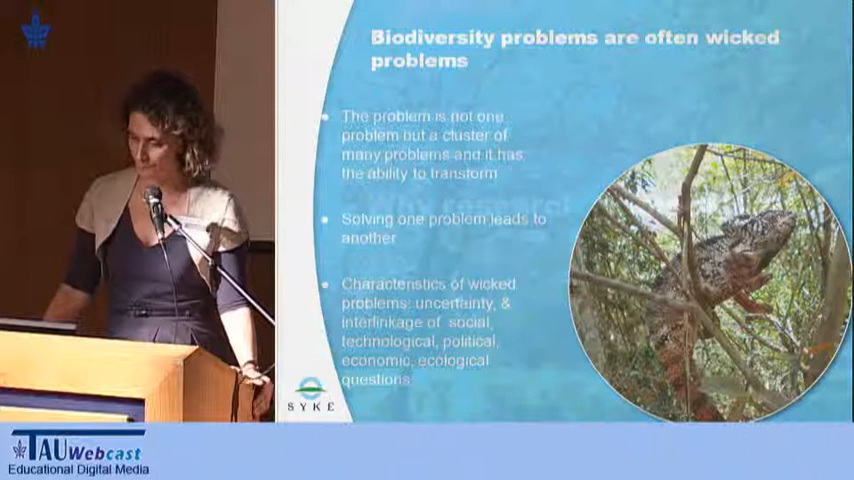 Biodiversity problems are often wicked
problems
The problem is not one
problem but a cluster of
many problems and it has
the ability to transform
Solving one problem leads to
another
Characteristics of wicked
problems: uncertainty, &
interlinkage of social,
technological, political,
economic, ecological
questions
SYKE
TAU Webcast
Educational Digital Media